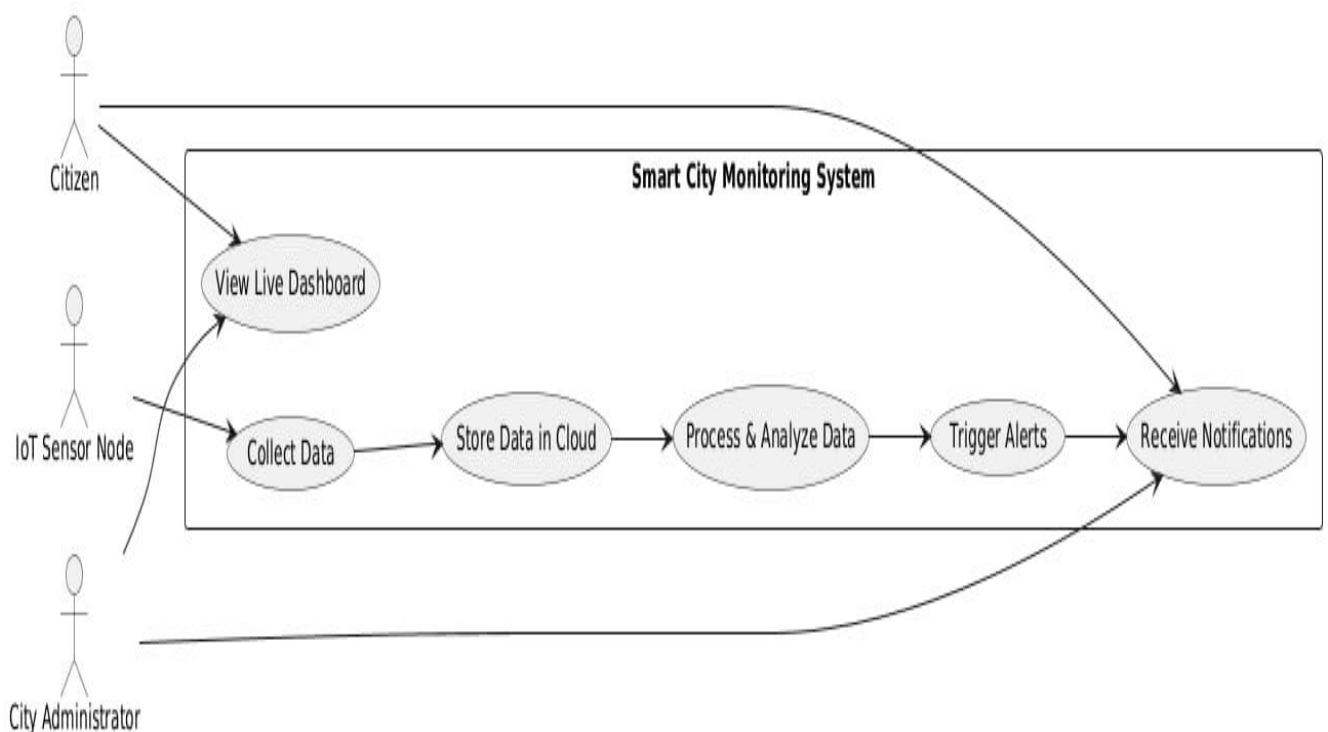 Citizen
Smart City Monitoring System
View Live Dashboard
IoT Sensor Node
Collect Data
Store Data in Cloud
Process & Analyze Data
Trigger Alerts
Receive Notifications
City Administrator